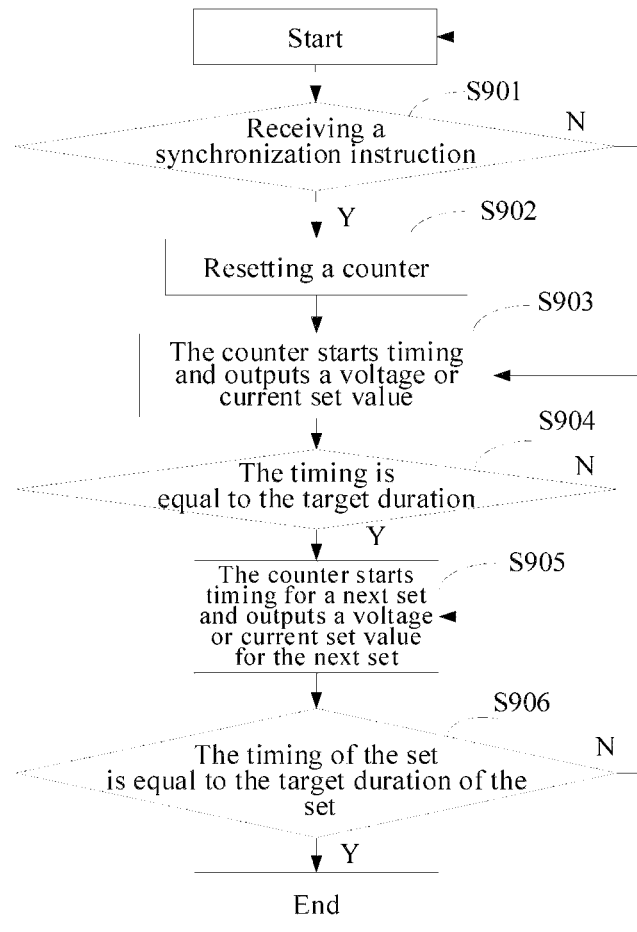 Start
S901
N
Receiving a
synchronization instruction
Y
S902
Resetting a counter
S903
The counter starts timing
and outputs a voltage or
current set value
S904
N
The timing is
equal to the target duration
Y
S905
The counter starts
timing for a next set
and outputs a voltage
or current set value
for the next set
S906
N
The timing of the set
is equal to the target duration of the
set
Y
End